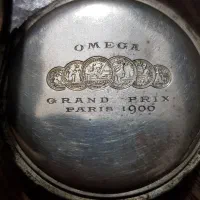 OMEGA
GRAND PRIX
PARIS 1900